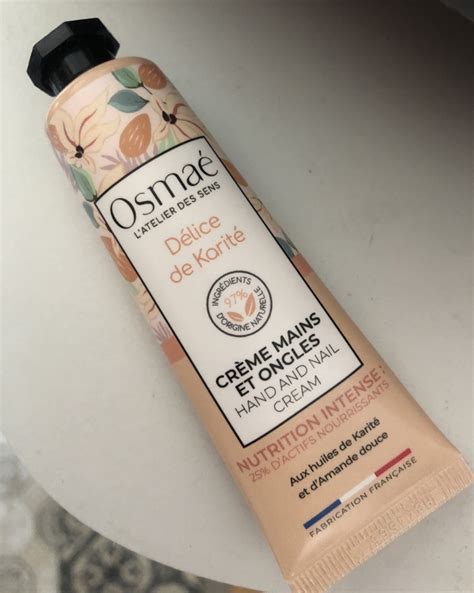 Osmaé
L'ATELIER DES SENS
Délice
de Karité
INGRÉDIENTS
97%
D'ORIGINE NATURELLE
CRÈME MAINS
ET ONGLES
HAND AND NAIL
CREAM
NUTRITION INTENSE :
25% D'ACTIFS NOURRISSANTS
Aux huiles de Karité
et d'Amande douce
FABRICATION FRANÇAISE